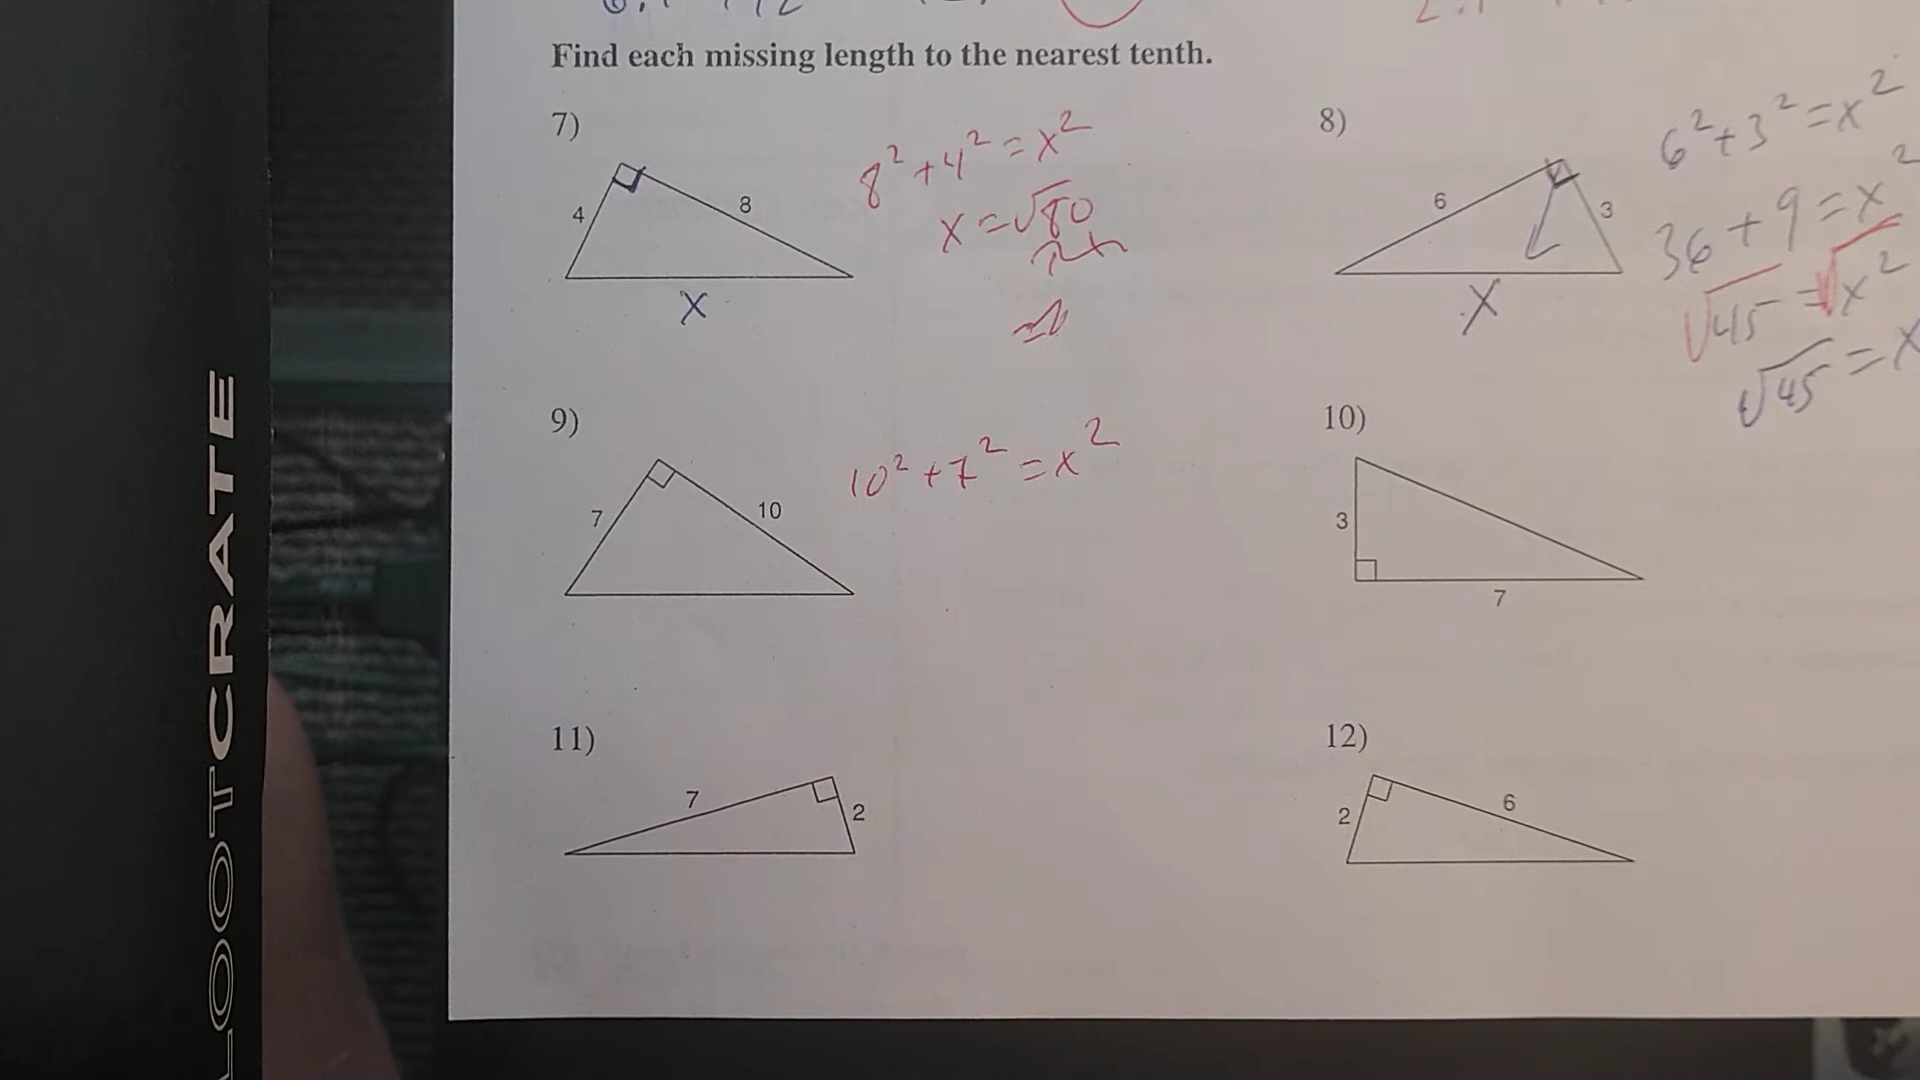 Find each missing length to the nearest tenth.
7)
4
8
X
8² + 4² = x²
x = √80
8)
6
3
X
6² + 3² = x²
36 + 9 = x²
√45 = √x²
√45 = x
9)
7
10
10² + 7² = x²
10)
3
7
11)
7
2
12)
2
6
LOOTCRATE